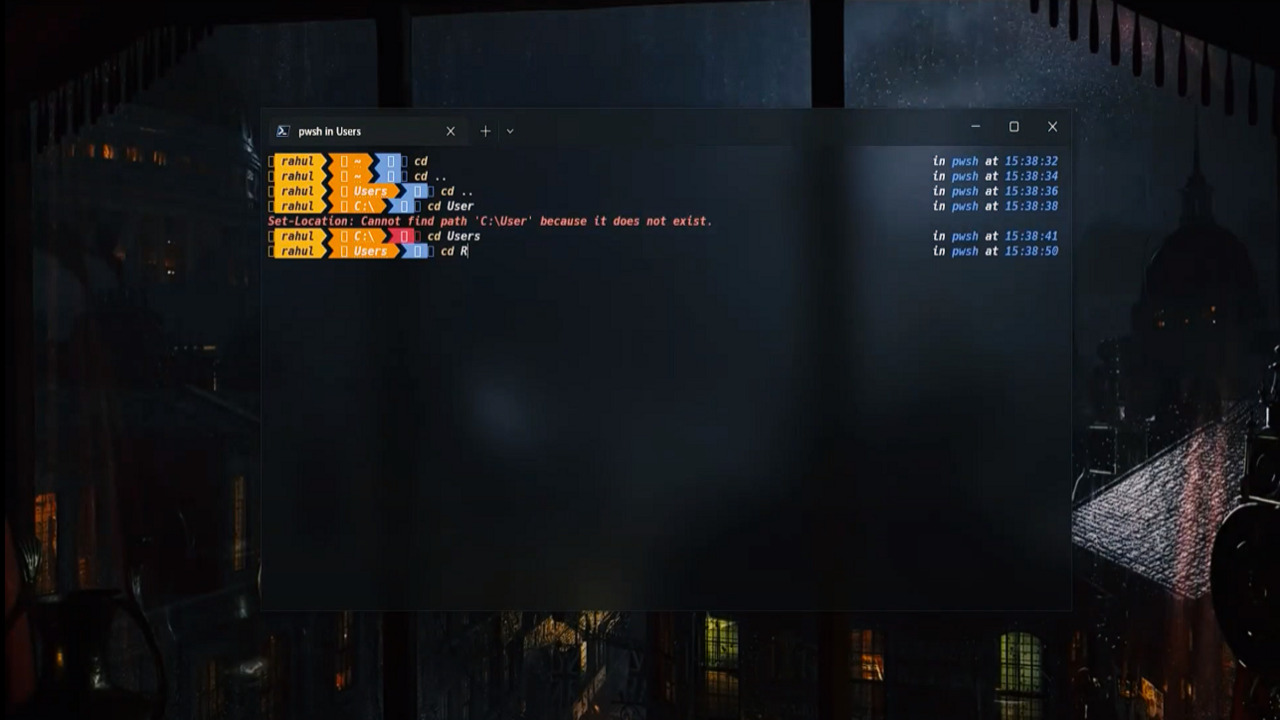 pwsh in Users
rahul ~ cd in pwsh at 15:38:32
rahul ~ cd .. in pwsh at 15:38:34
rahul Users cd .. in pwsh at 15:38:36
rahul C:\ cd User in pwsh at 15:38:38
Set-Location: Cannot find path 'C:\User' because it does not exist.
rahul C:\ cd Users in pwsh at 15:38:41
rahul Users cd R in pwsh at 15:38:50